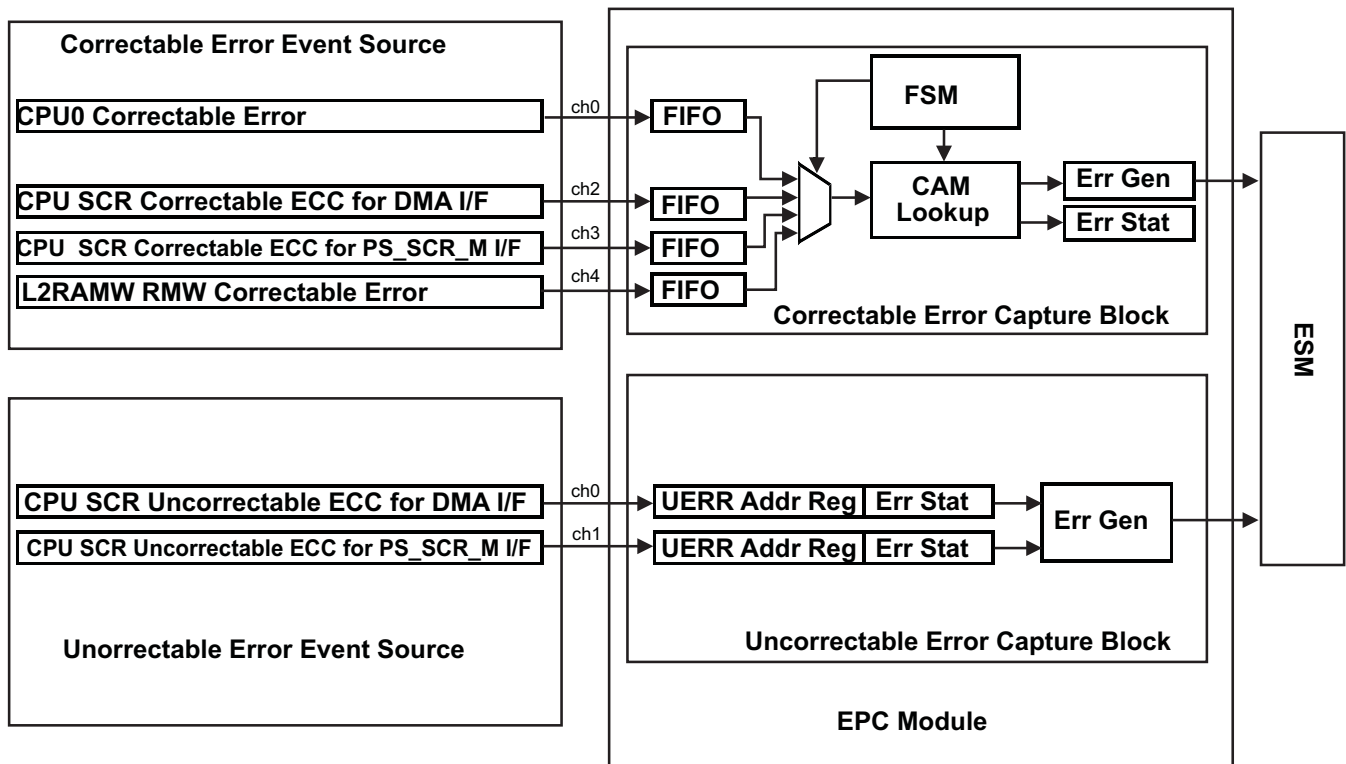 Correctable Error Event Source
CPU0 Correctable Error
ch0
FIFO
FSM
CPU SCR Correctable ECC for DMA I/F
ch2
FIFO
CPU SCR Correctable ECC for PS_SCR_M I/F
ch3
FIFO
L2RAMW RMW Correctable Error
ch4
FIFO
CAM
Lookup
Err Gen
Err Stat
Correctable Error Capture Block
ESM
CPU SCR Uncorrectable ECC for DMA I/F
ch0
UERR Addr Reg
Err Stat
CPU SCR Uncorrectable ECC for PS_SCR_M I/F
ch1
UERR Addr Reg
Err Stat
Err Gen
Unorrectable Error Event Source
Uncorrectable Error Capture Block
EPC Module